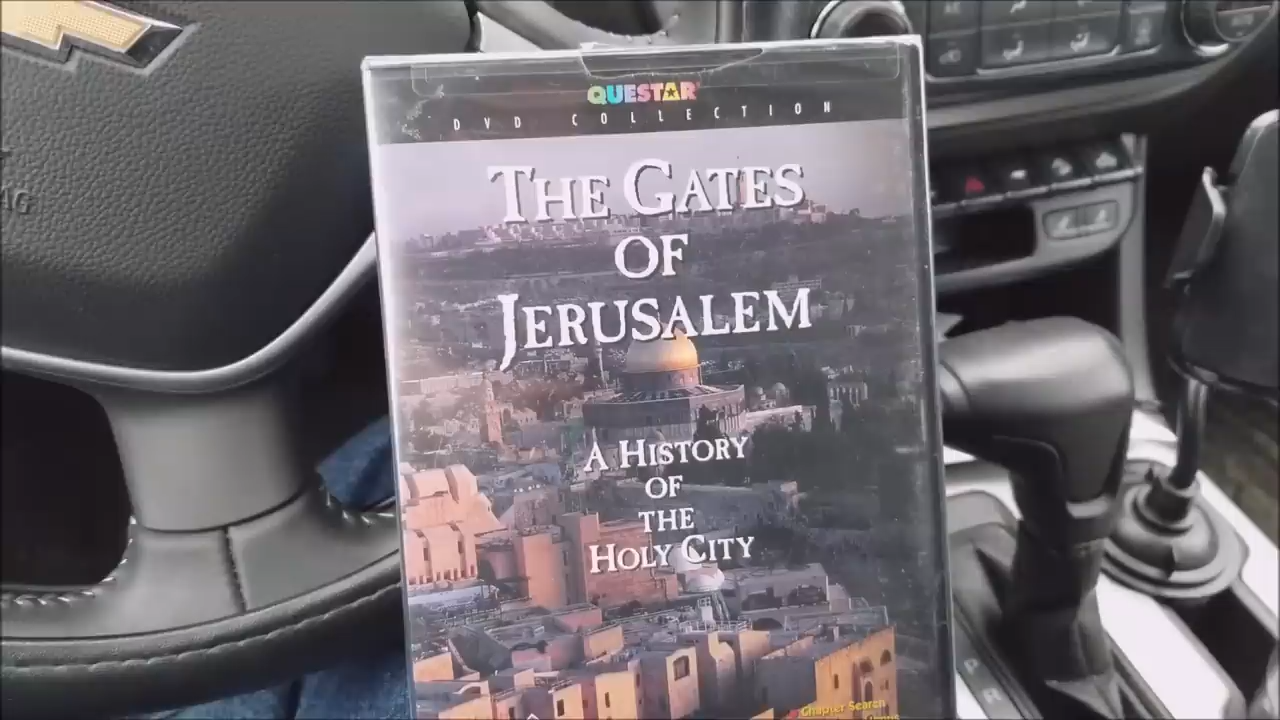 QUESTAR
DVD COLLECTION
THE GATES
OF
JERUSALEM
A HISTORY
OF
THE
HOLY CITY
Chapter Search
P
R